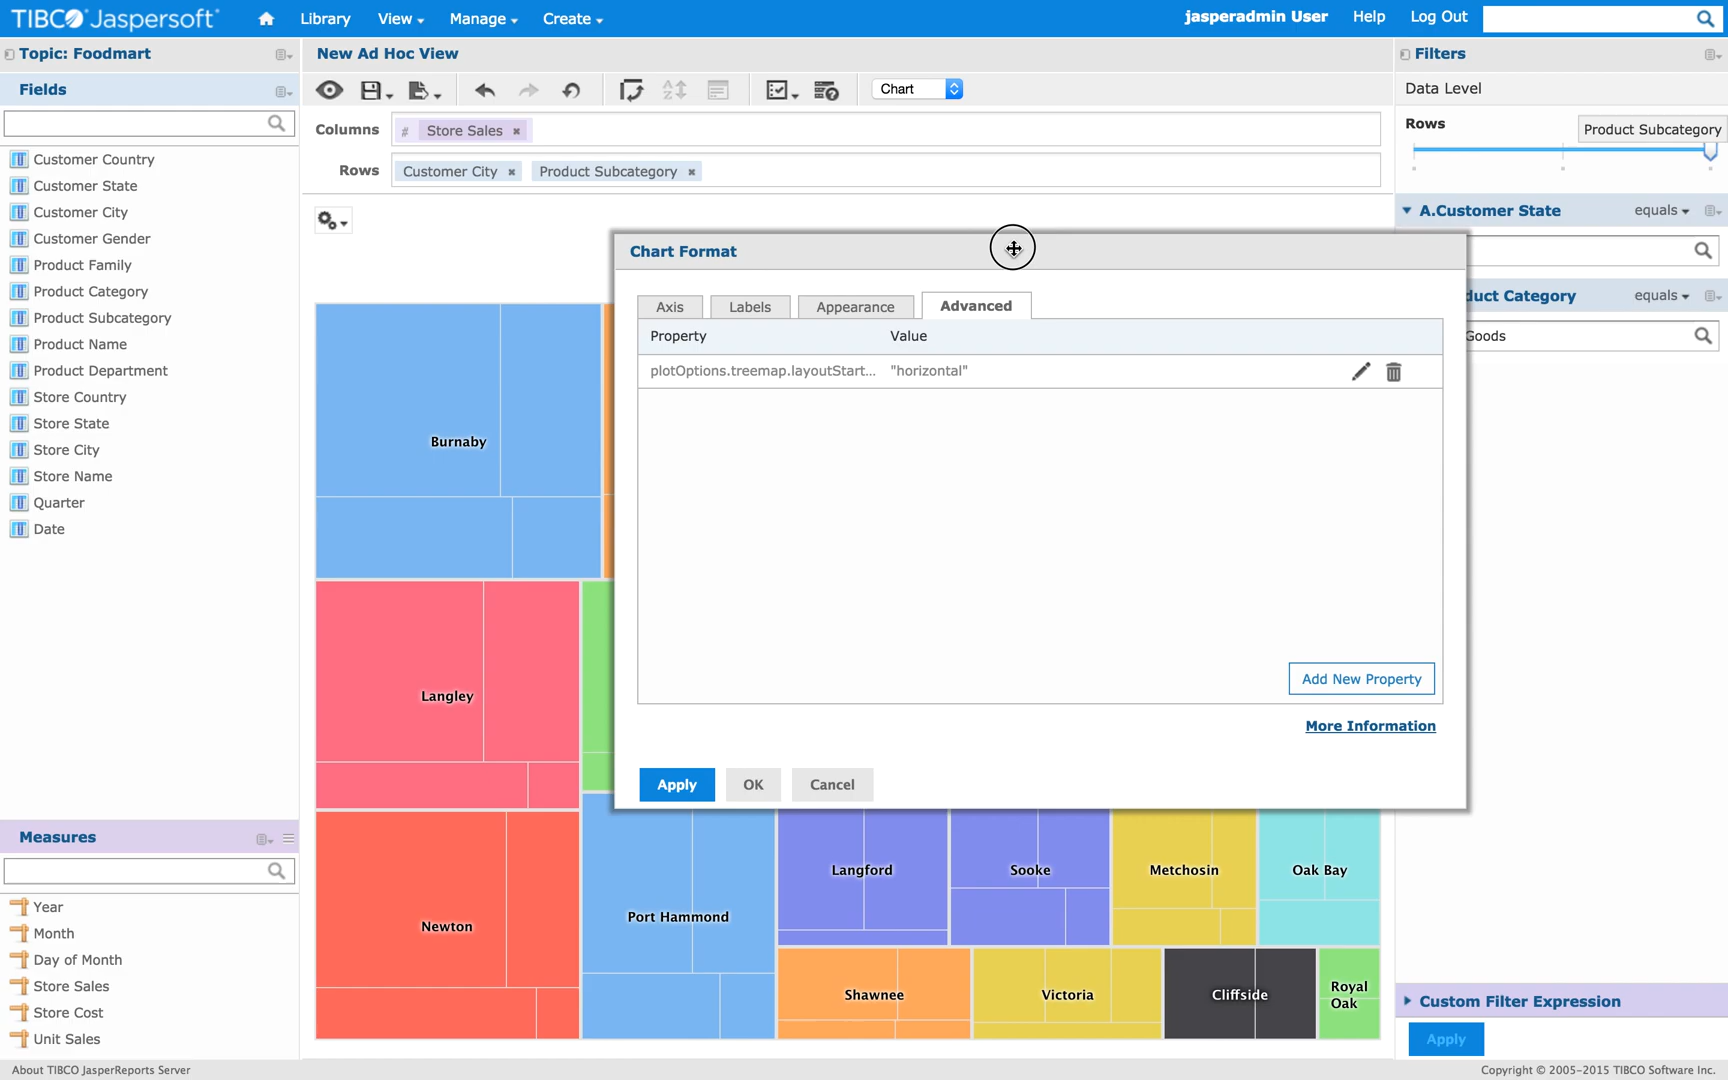 TIBCO Jaspersoft
Library
View
Manage
Create
jasperadmin User
Help
Log Out
Topic: Foodmart
New Ad Hoc View
Filters
Fields
Chart
Data Level
Columns
# Store Sales ×
Rows
Customer City ×
Product Subcategory ×
Rows
Product Subcategory
Customer Country
Customer State
Customer City
Customer Gender
Product Family
Product Category
Product Subcategory
Product Name
Product Department
Store Country
Store State
Store City
Store Name
Quarter
Date
A.Customer State
equals
duct Category
equals
Goods
Chart Format
Axis
Labels
Appearance
Advanced
Property
Value
plotOptions.treemap.layoutStart...
"horizontal"
Add New Property
More Information
Apply
OK
Cancel
Burnaby
Langley
Newton
Port Hammond
Langford
Sooke
Metchosin
Oak Bay
Shawnee
Victoria
Cliffside
Royal
Oak
Measures
Year
Month
Day of Month
Store Sales
Store Cost
Unit Sales
Custom Filter Expression
Apply
About TIBCO JasperReports Server
Copyright © 2005-2015 TIBCO Software Inc.